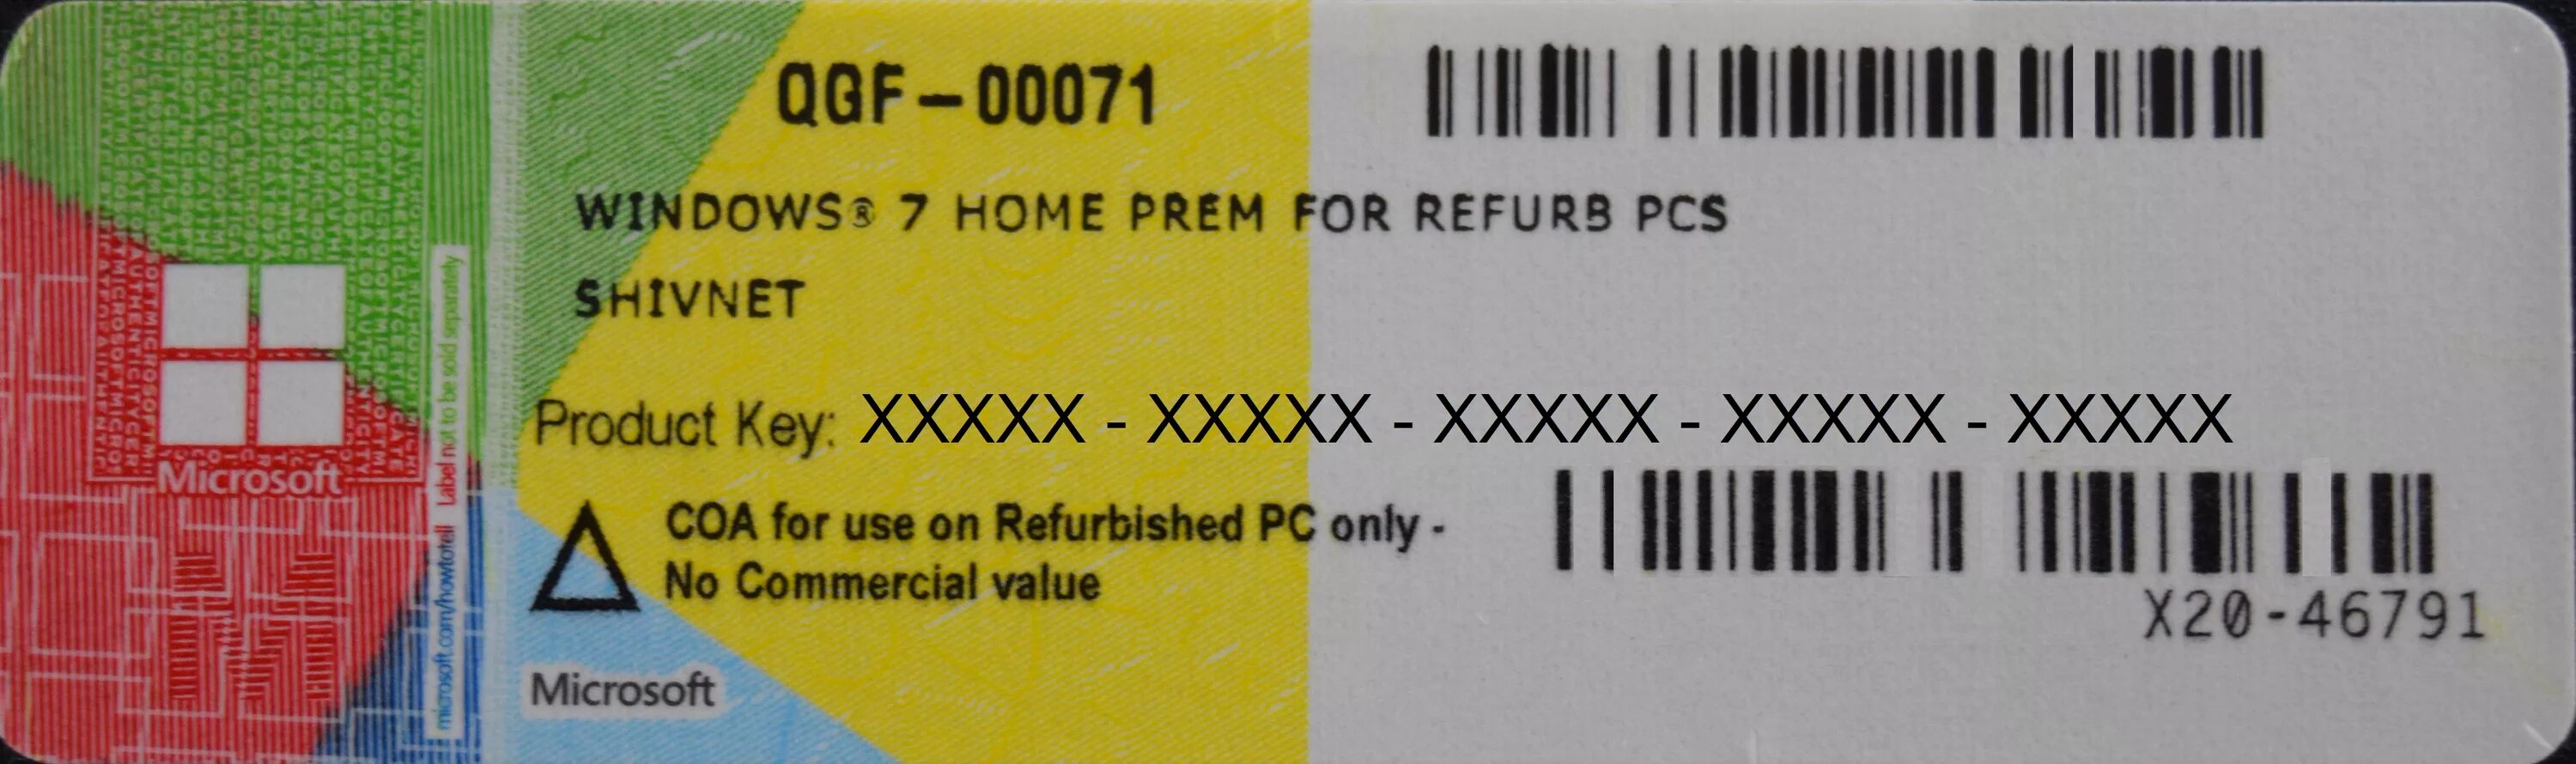 QGF-00071
WINDOWS® 7 HOME PREM FOR REFURB PCS
SHIVNET
Product Key: XXXXX - XXXXX - XXXXX - XXXXX - XXXXX
COA for use on Refurbished PC only -
No Commercial value
X20-46791
Microsoft
Microsoft
microsoft.com/howtotell Label not to be sold separately